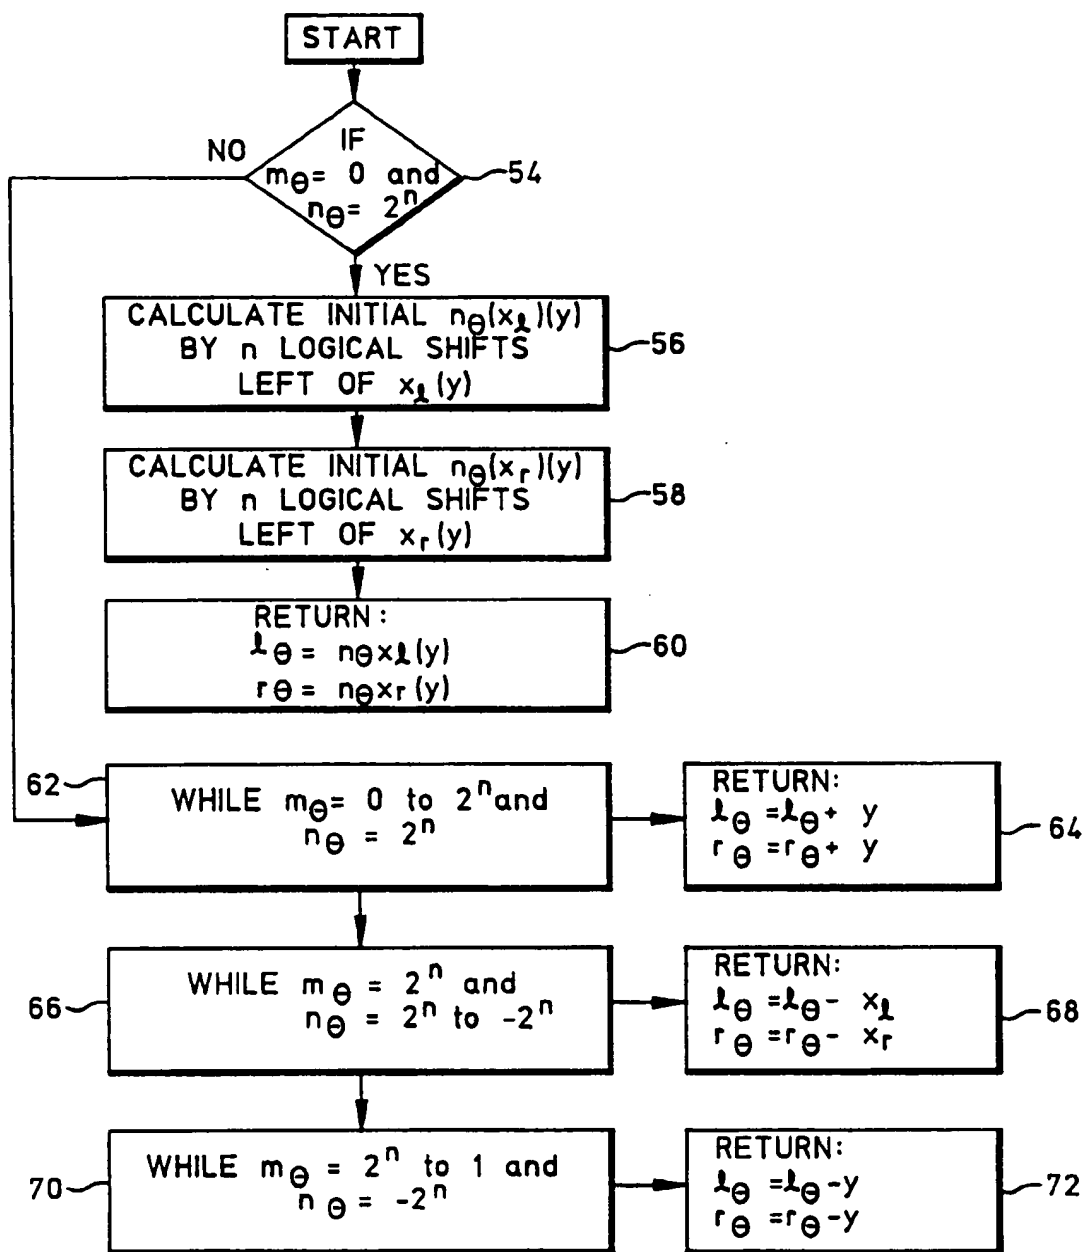 START
IF
NO
mθ= 0 and
nθ= 2ⁿ
54
YES
CALCULATE INITIAL nθ(xℓ)(y)
BY n LOGICAL SHIFTS
LEFT OF xℓ(y)
56
CALCULATE INITIAL nθ(xr)(y)
BY n LOGICAL SHIFTS
LEFT OF xr(y)
58
RETURN:
ℓθ= nθxℓ(y)
rθ= nθxr(y)
60
62
WHILE mθ= 0 to 2ⁿ and
nθ = 2ⁿ
RETURN:
ℓθ =ℓθ+ y
rθ =rθ+ y
64
66
WHILE mθ = 2ⁿ and
nθ = 2ⁿ to -2ⁿ
RETURN:
ℓθ =ℓθ- xℓ
rθ =rθ- xr
68
70
WHILE mθ = 2ⁿ to 1 and
nθ = -2ⁿ
RETURN:
ℓθ =ℓθ-y
rθ =rθ-y
72